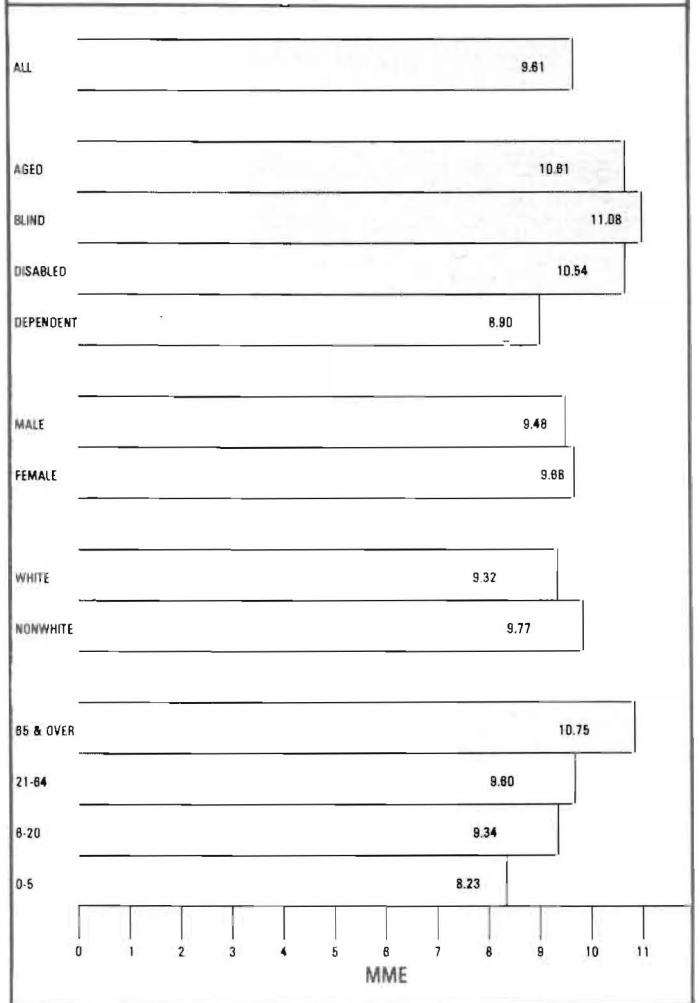 ALL 9.61
AGED 10.61
BLIND 11.08
DISABLED 10.54
DEPENDENT 8.90
MALE 9.48
FEMALE 9.68
WHITE 9.32
NONWHITE 9.77
65 & OVER 10.75
21-64 9.60
6-20 9.34
0-5 8.23
0 1 2 3 4 5 6 7 8 9 10 11
MME